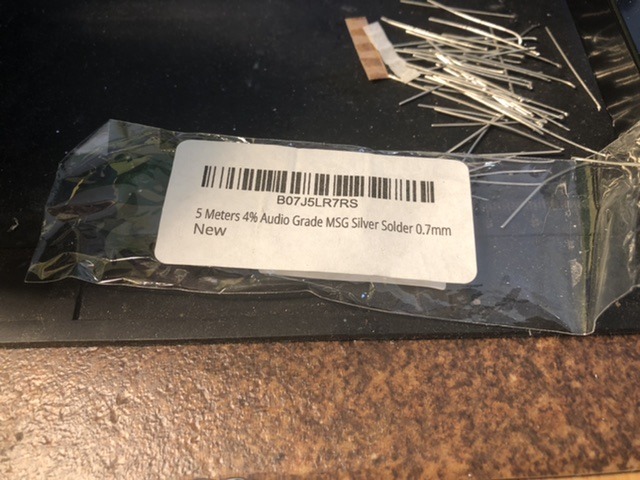 B07J5LR7RS
5 Meters 4% Audio Grade MSG Silver Solder 0.7mm
New